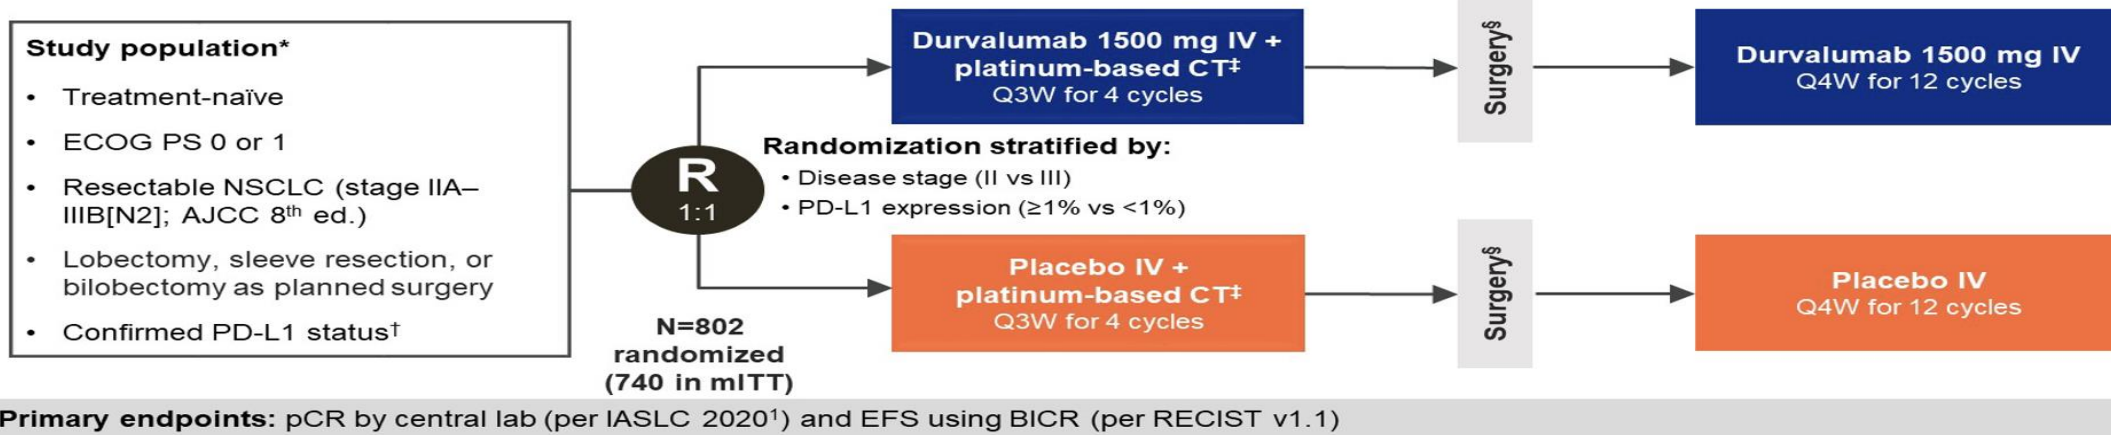 Study population*
• Treatment-naïve
• ECOG PS 0 or 1
• Resectable NSCLC (stage IIA–
IIIB[N2]; AJCC 8th ed.)
• Lobectomy, sleeve resection, or
bilobectomy as planned surgery
• Confirmed PD-L1 status†
R
1:1
N=802
randomized
(740 in mITT)
Durvalumab 1500 mg IV +
platinum-based CT‡
Q3W for 4 cycles
Surgery§
Durvalumab 1500 mg IV
Q4W for 12 cycles
Randomization stratified by:
• Disease stage (II vs III)
• PD-L1 expression (≥1% vs <1%)
Placebo IV +
platinum-based CT‡
Q3W for 4 cycles
Surgery§
Placebo IV
Q4W for 12 cycles
Primary endpoints: pCR by central lab (per IASLC 2020¹) and EFS using BICR (per RECIST v1.1)